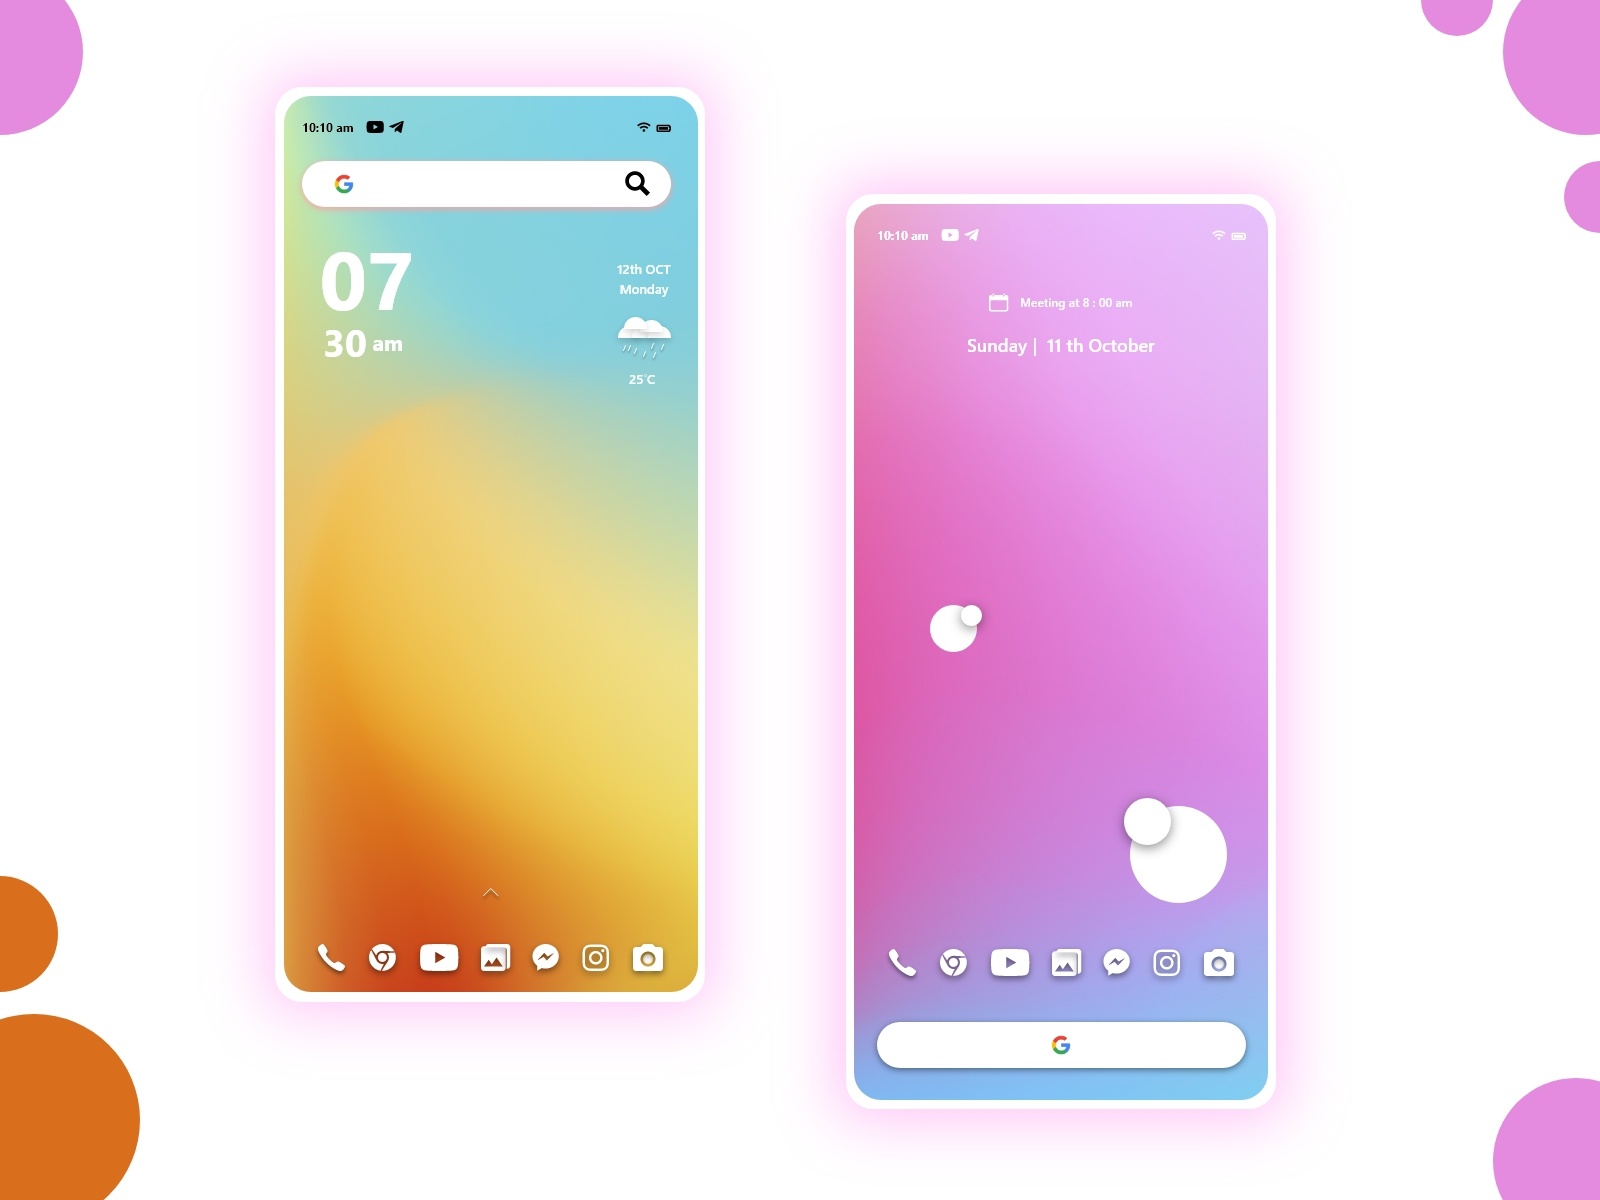 10:10 am
07
30 am
12th OCT
Monday
25°C
10:10 am
Meeting at 8 : 00 am
Sunday | 11 th October